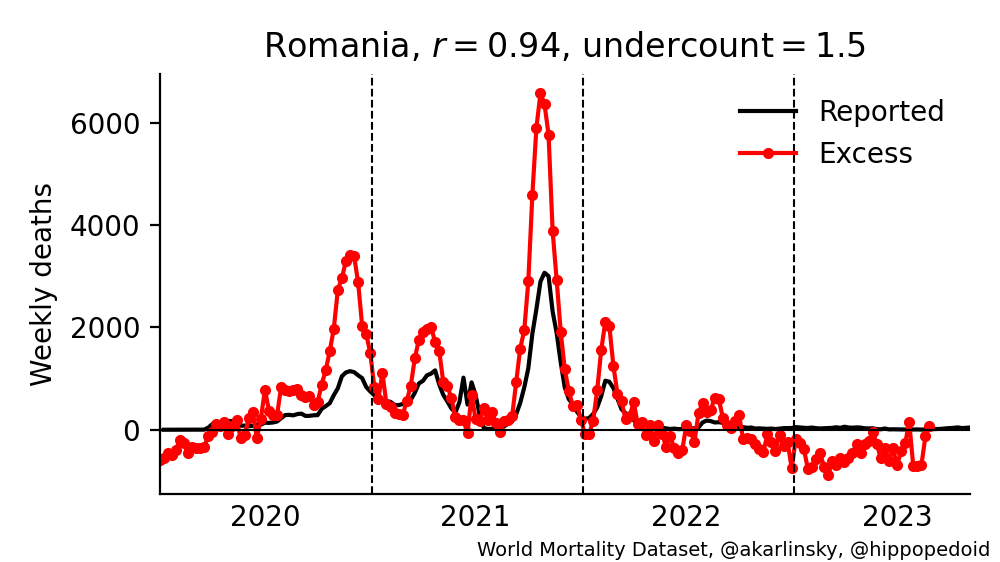 Romania, r = 0.94, undercount = 1.5
Weekly deaths
6000
4000
2000
0
Reported
Excess
2020 2021 2022 2023
World Mortality Dataset, @akarlinsky, @hippopedoid